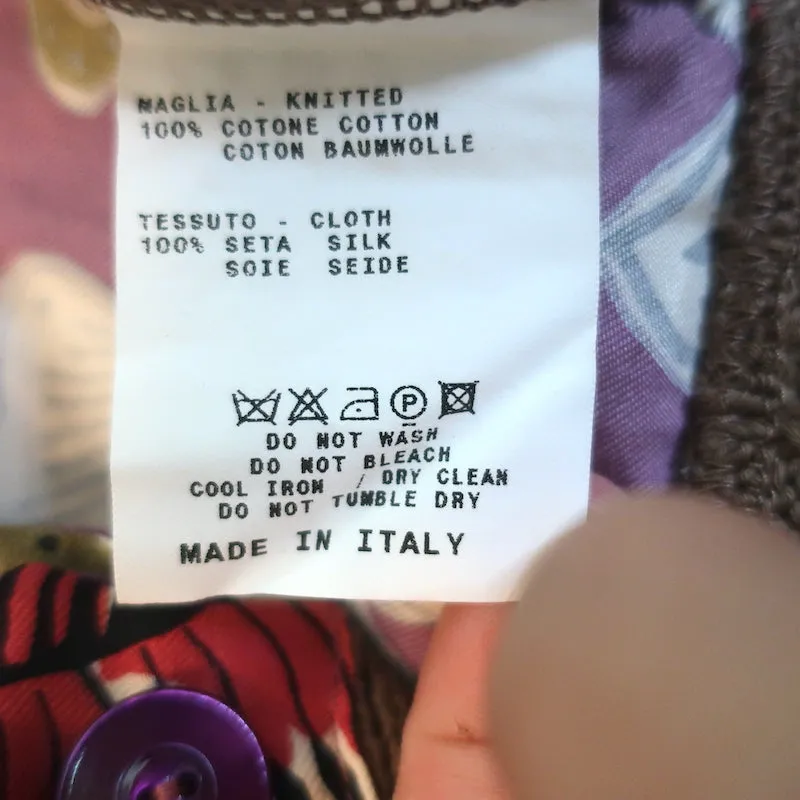 MAGLIA - KNITTED
100% COTONE COTTON
COTON BAUMWOLLE
TESSUTO - CLOTH
100% SETA SILK
SOIE SEIDE
P
DO NOT WASH
DO NOT BLEACH
COOL IRON / DRY CLEAN
DO NOT TUMBLE DRY
MADE IN ITALY